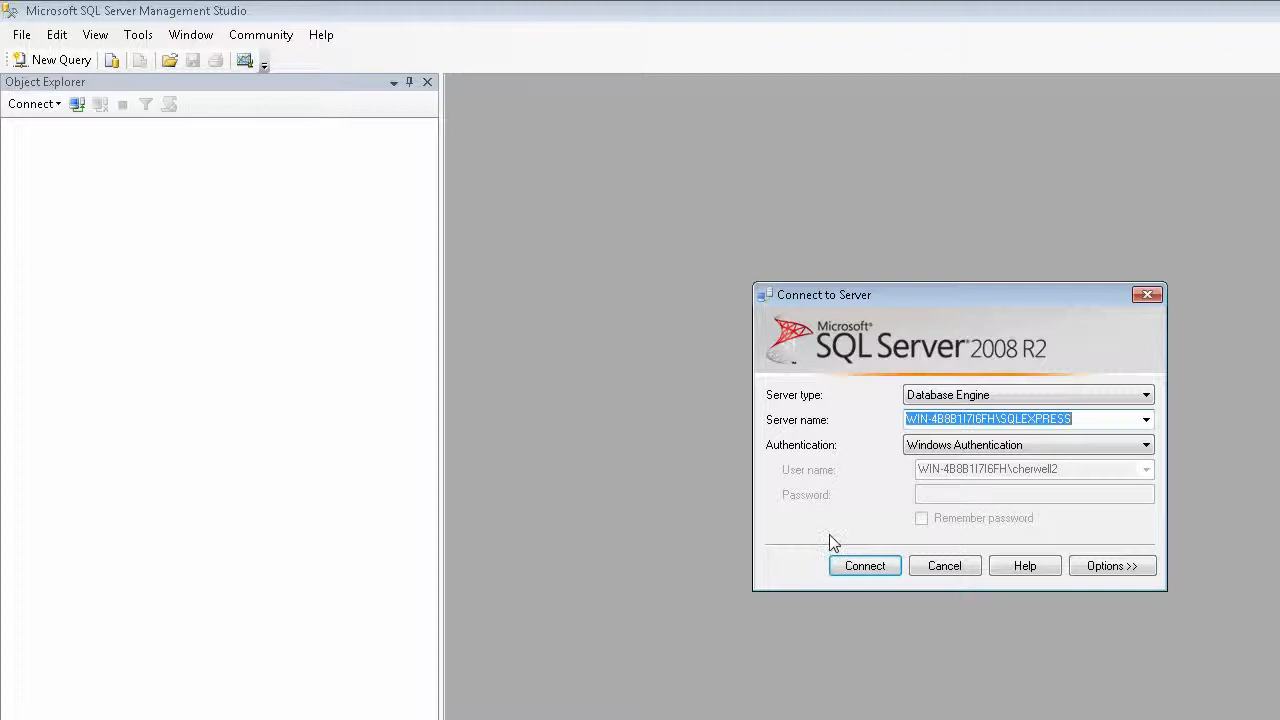 Microsoft SQL Server Management Studio
File Edit View Tools Window Community Help
New Query
Object Explorer
Connect
Connect to Server
Microsoft®
SQL Server® 2008 R2
Server type: Database Engine
Server name: WIN-4B8B1I7I6FH\SQLEXPRESS
Authentication: Windows Authentication
User name: WIN-4B8B1I7I6FH\cherwell2
Password:
Remember password
Connect Cancel Help Options >>